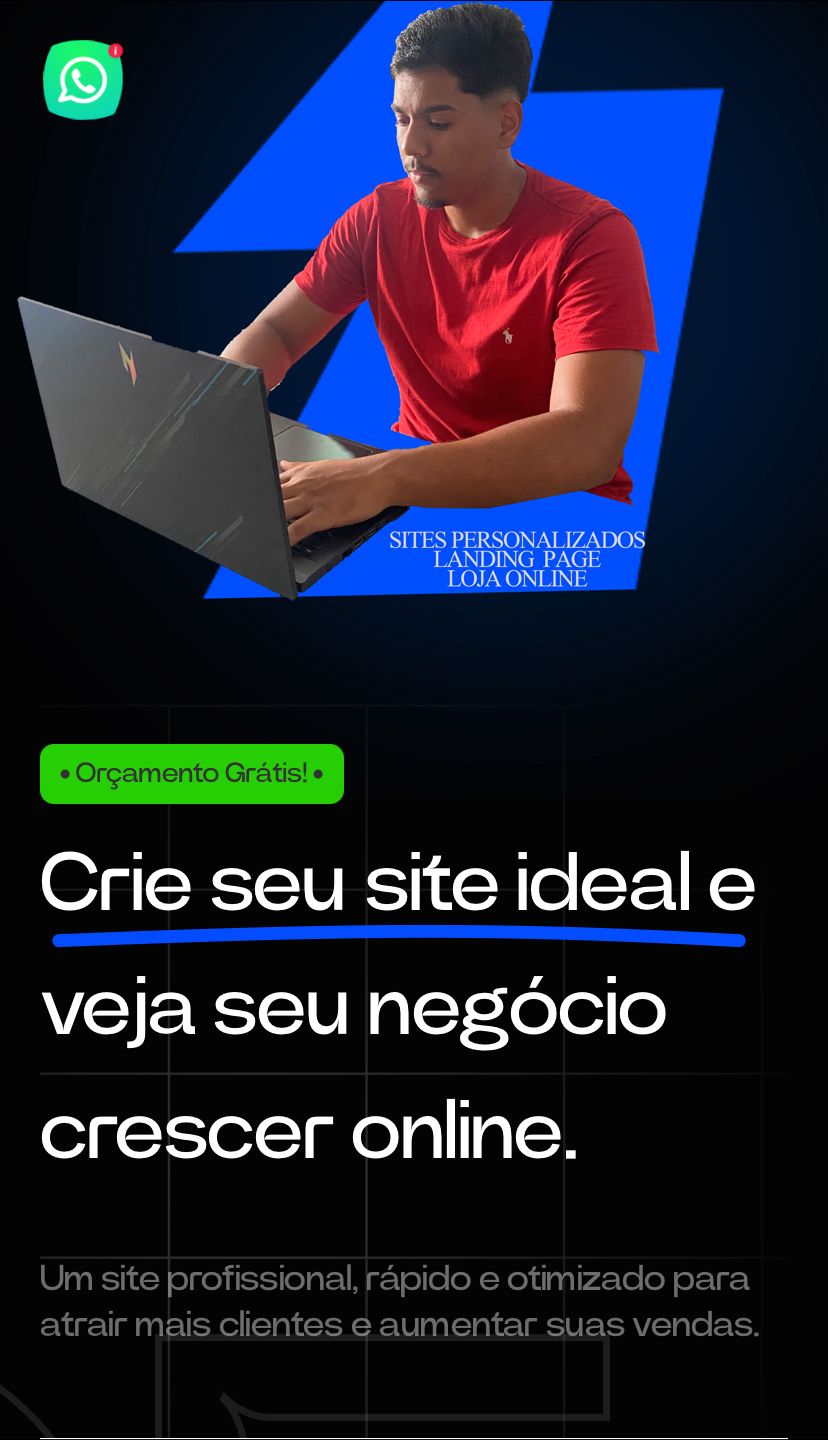 SITES PERSONALIZADOS
LANDING PAGE
LOJA ONLINE
• Orçamento Grátis! •
Crie seu site ideal e
veja seu negócio
crescer online.
Um site profissional, rápido e otimizado para
atrair mais clientes e aumentar suas vendas.